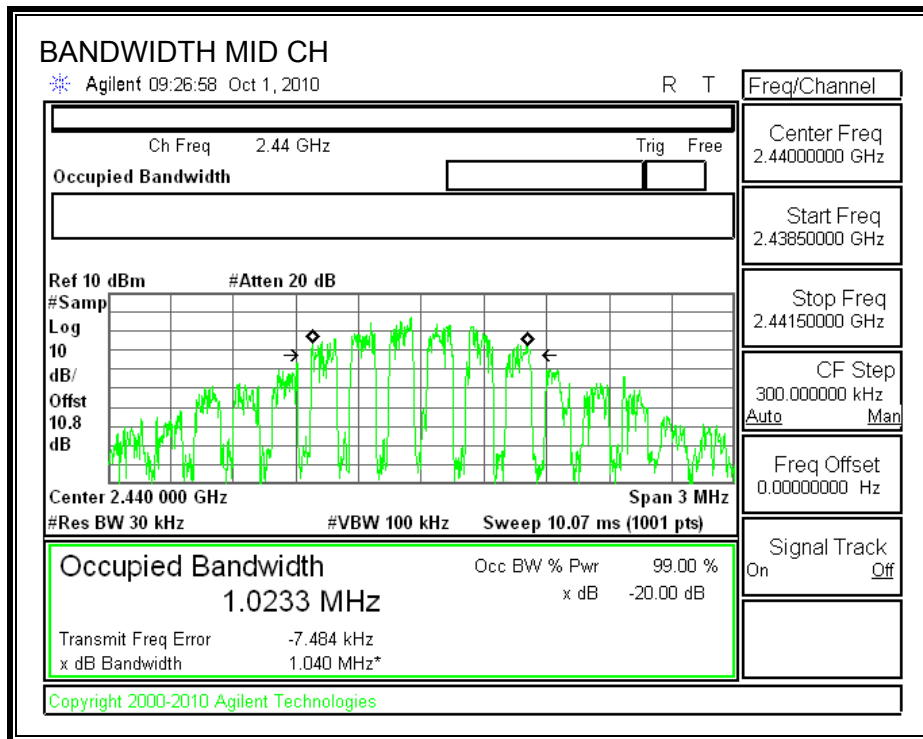 BANDWIDTH MID CH
Agilent 09:26:58 Oct 1, 2010 R T
Freq/Channel
Ch Freq 2.44 GHz Trig Free
Occupied Bandwidth
Center Freq
2.44000000 GHz
Start Freq
2.43850000 GHz
Stop Freq
2.44150000 GHz
CF Step
300.000000 kHz
Auto Man
Freq Offset
0.00000000 Hz
Signal Track
On Off
Ref 10 dBm #Atten 20 dB
#Samp
Log
10
dB/
Offst
10.8
dB
Center 2.440 000 GHz Span 3 MHz
#Res BW 30 kHz #VBW 100 kHz Sweep 10.07 ms (1001 pts)
Occupied Bandwidth
1.0233 MHz
Occ BW % Pwr 99.00 %
x dB -20.00 dB
Transmit Freq Error -7.484 kHz
x dB Bandwidth 1.040 MHz*
Copyright 2000-2010 Agilent Technologies